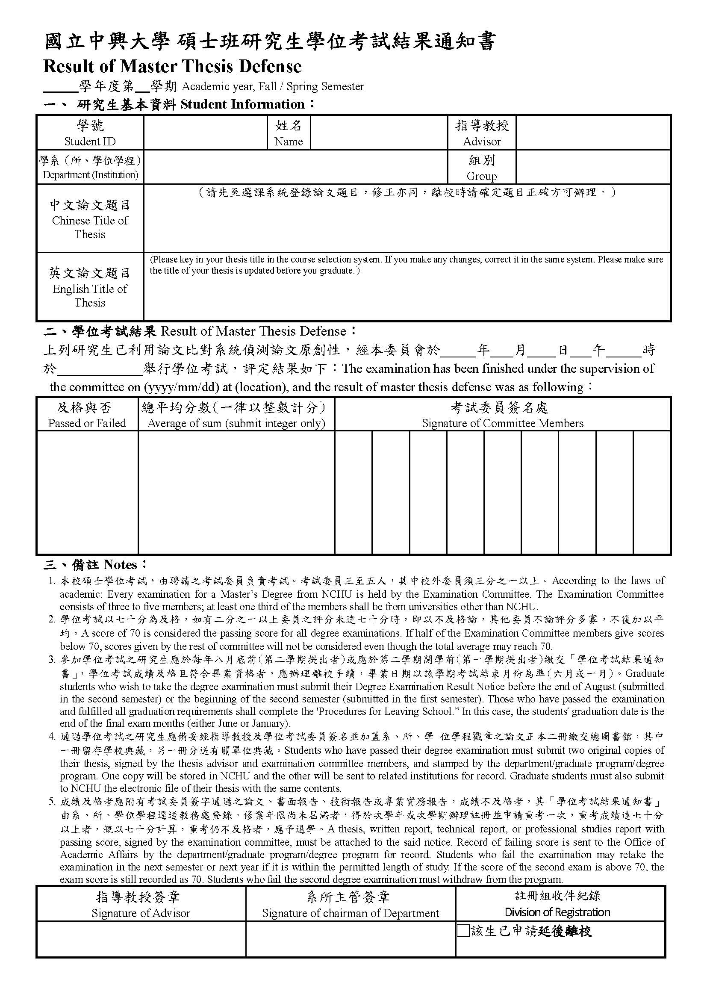 國立中興大學 碩士班研究生學位考試結果通知書
Result of Master Thesis Defense
_____學年度第__學期 Academic year, Fall / Spring Semester
一、 研究生基本資料 Student Information：
學號
Student ID
姓名
Name
指導教授
Advisor
學系（所、學位學程）
Department (Institution)
組別
Group
中文論文題目
Chinese Title of
Thesis
（請先至選課系統登錄論文題目，修正亦同，離校時請確定題目正確方可辦理。）
英文論文題目
English Title of
Thesis
(Please key in your thesis title in the course selection system. If you make any changes, correct it in the same system. Please make sure
the title of your thesis is updated before you graduate.）
二、學位考試結果 Result of Master Thesis Defense：
上列研究生已利用論文比對系統偵測論文原創性，經本委員會於_____年___月____日___午_____時
於____________舉行學位考試，評定結果如下：The examination has been finished under the supervision of
the committee on (yyyy/mm/dd) at (location), and the result of master thesis defense was as following：
及格與否
Passed or Failed
總平均分數(一律以整數計分)
Average of sum (submit integer only)
考試委員簽名處
Signature of Committee Members
三、備註 Notes：
1. 本校碩士學位考試，由聘請之考試委員負責考試。考試委員三至五人，其中校外委員須三分之一以上。According to the laws of
academic: Every examination for a Master’s Degree from NCHU is held by the Examination Committee. The Examination Committee
consists of three to five members; at least one third of the members shall be from universities other than NCHU.
2. 學位考試以七十分為及格，如有二分之一以上委員之評分未達七十分時，即以不及格論，其他委員不論評分多寡，不復加以平
均。A score of 70 is considered the passing score for all degree examinations. If half of the Examination Committee members give scores
below 70, scores given by the rest of committee will not be considered even though the total average may reach 70.
3. 參加學位考試之研究生應於每年八月底前(第二學期提出者)或應於第二學期開學前(第一學期提出者)繳交「學位考試結果通知
書」，學位考試成績及格且符合畢業資格者，應辦理離校手續，畢業日期以該學期考試結束月份為準(六月或一月)。Graduate
students who wish to take the degree examination must submit their Degree Examination Result Notice before the end of August (submitted
in the second semester) or the beginning of the second semester (submitted in the first semester). Those who have passed the examination
and fulfilled all graduation requirements shall complete the 'Procedures for Leaving School.” In this case, the students' graduation date is the
end of the final exam months (either June or January).
4. 通過學位考試之研究生應備妥經指導教授及學位考試委員簽名並加蓋系、所、學 位學程戳章之論文正本二冊繳交總圖書館，其中
一冊留存學校典藏，另一冊分送有關單位典藏。Students who have passed their degree examination must submit two original copies of
their thesis, signed by the thesis advisor and examination committee members, and stamped by the department/graduate program/degree
program. One copy will be stored in NCHU and the other will be sent to related institutions for record. Graduate students must also submit
to NCHU the electronic file of their thesis with the same contents.
5. 成績及格者應附有考試委員簽字通過之論文、書面報告、技術報告或專業實務報告，成績不及格者，其「學位考試結果通知書」
由系、所、學位學程逕送教務處登錄。修業年限尚未屆滿者，得於次學年或次學期辦理註冊並申請重考一次，重考成績達七十分
以上者，概以七十分計算，重考仍不及格者，應予退學。A thesis, written report, technical report, or professional studies report with
passing score, signed by the examination committee, must be attached to the said notice. Record of failing score is sent to the Office of
Academic Affairs by the department/graduate program/degree program for record. Students who fail the examination may retake the
examination in the next semester or next year if it is within the permitted length of study. If the score of the second exam is above 70, the
exam score is still recorded as 70. Students who fail the second degree examination must withdraw from the program.
指導教授簽章
Signature of Advisor
系所主管簽章
Signature of chairman of Department
註冊組收件紀錄
Division of Registration
□該生已申請延後離校